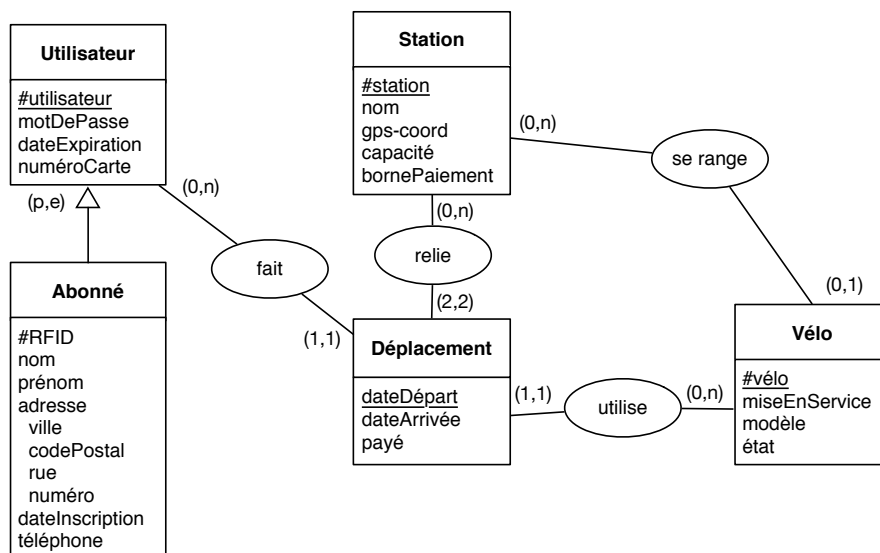 Utilisateur
#utilisateur
motDePasse
dateExpiration
numéroCarte
(p,e)
(0,n)
Abonné
#RFID
nom
prénom
adresse
ville
codePostal
rue
numéro
dateInscription
téléphone
fait
(1,1)
Station
#station
nom
gps-coord
capacité
bornePaiement
(0,n)
relie
(2,2)
Déplacement
dateDépart
dateArrivée
payé
(0,n)
se range
(0,1)
(1,1)
utilise
(0,n)
Vélo
#vélo
miseEnService
modèle
état